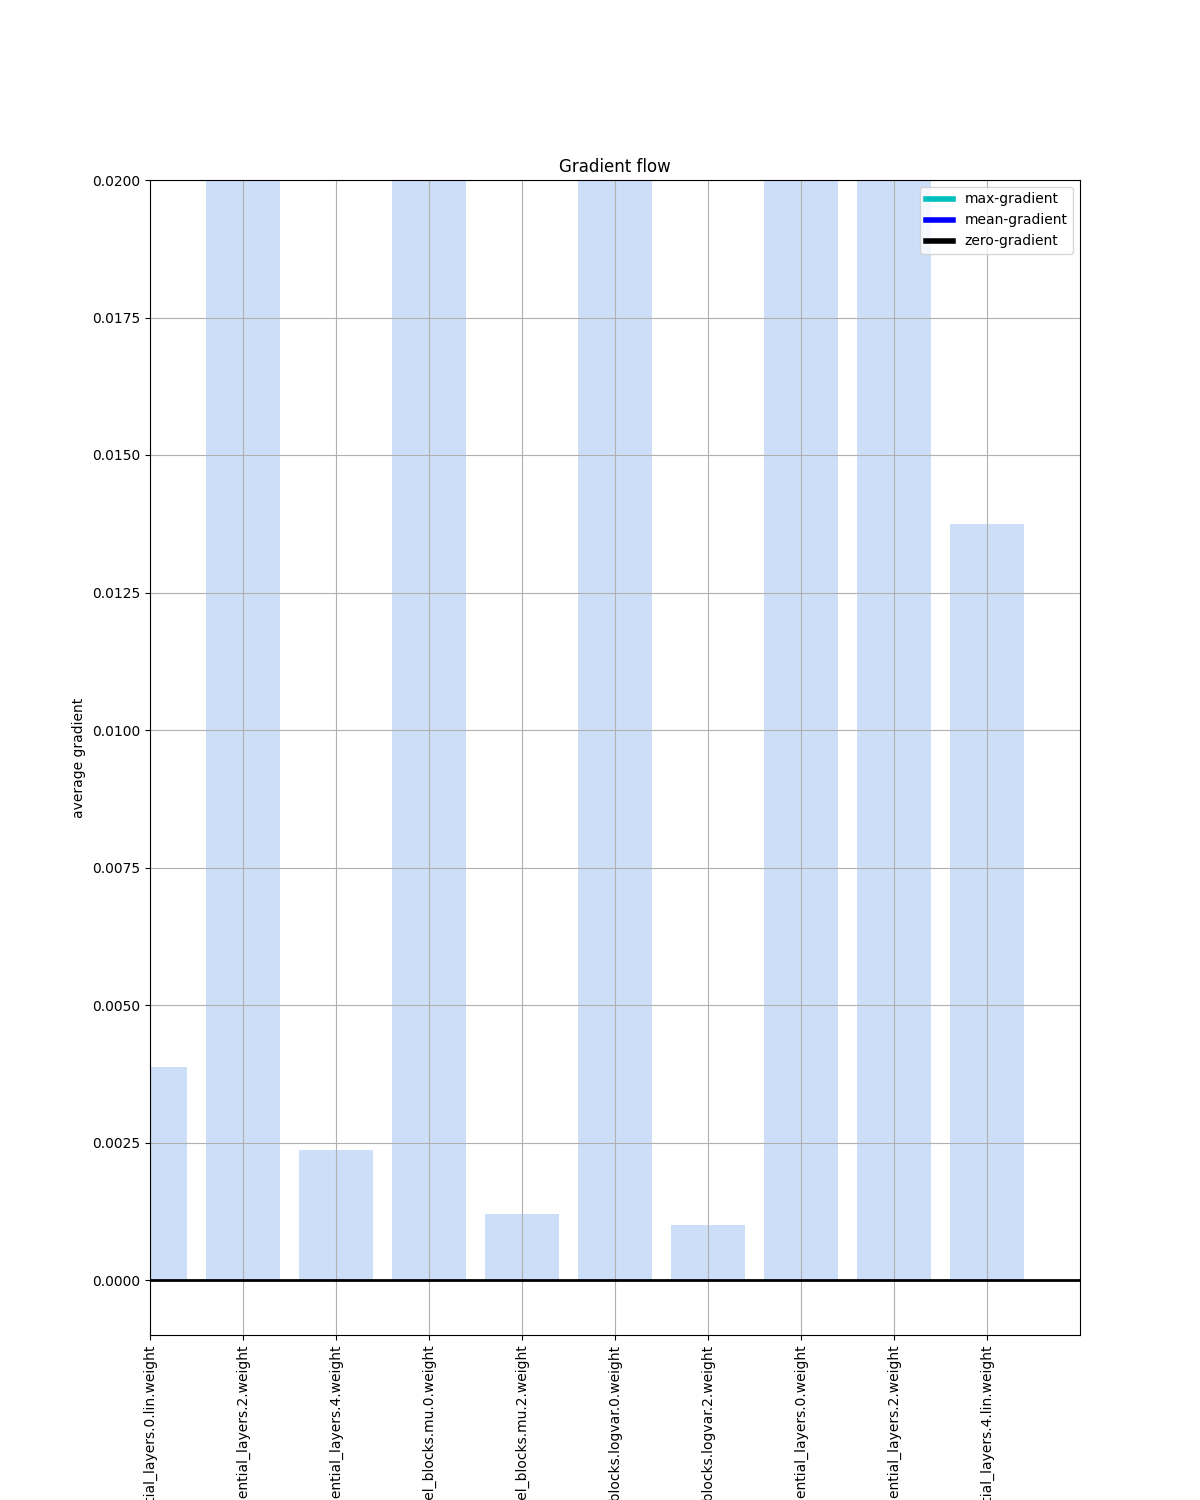 Gradient flow
max-gradient
mean-gradient
zero-gradient
0.0200
0.0175
0.0150
0.0125
0.0100
0.0075
0.0050
0.0025
0.0000
average gradient
tial_layers.0.lin.weight
ential_layers.2.weight
ential_layers.4.weight
el_blocks.mu.0.weight
el_blocks.mu.2.weight
blocks.logvar.0.weight
blocks.logvar.2.weight
ential_layers.0.weight
ential_layers.2.weight
tial_layers.4.lin.weight